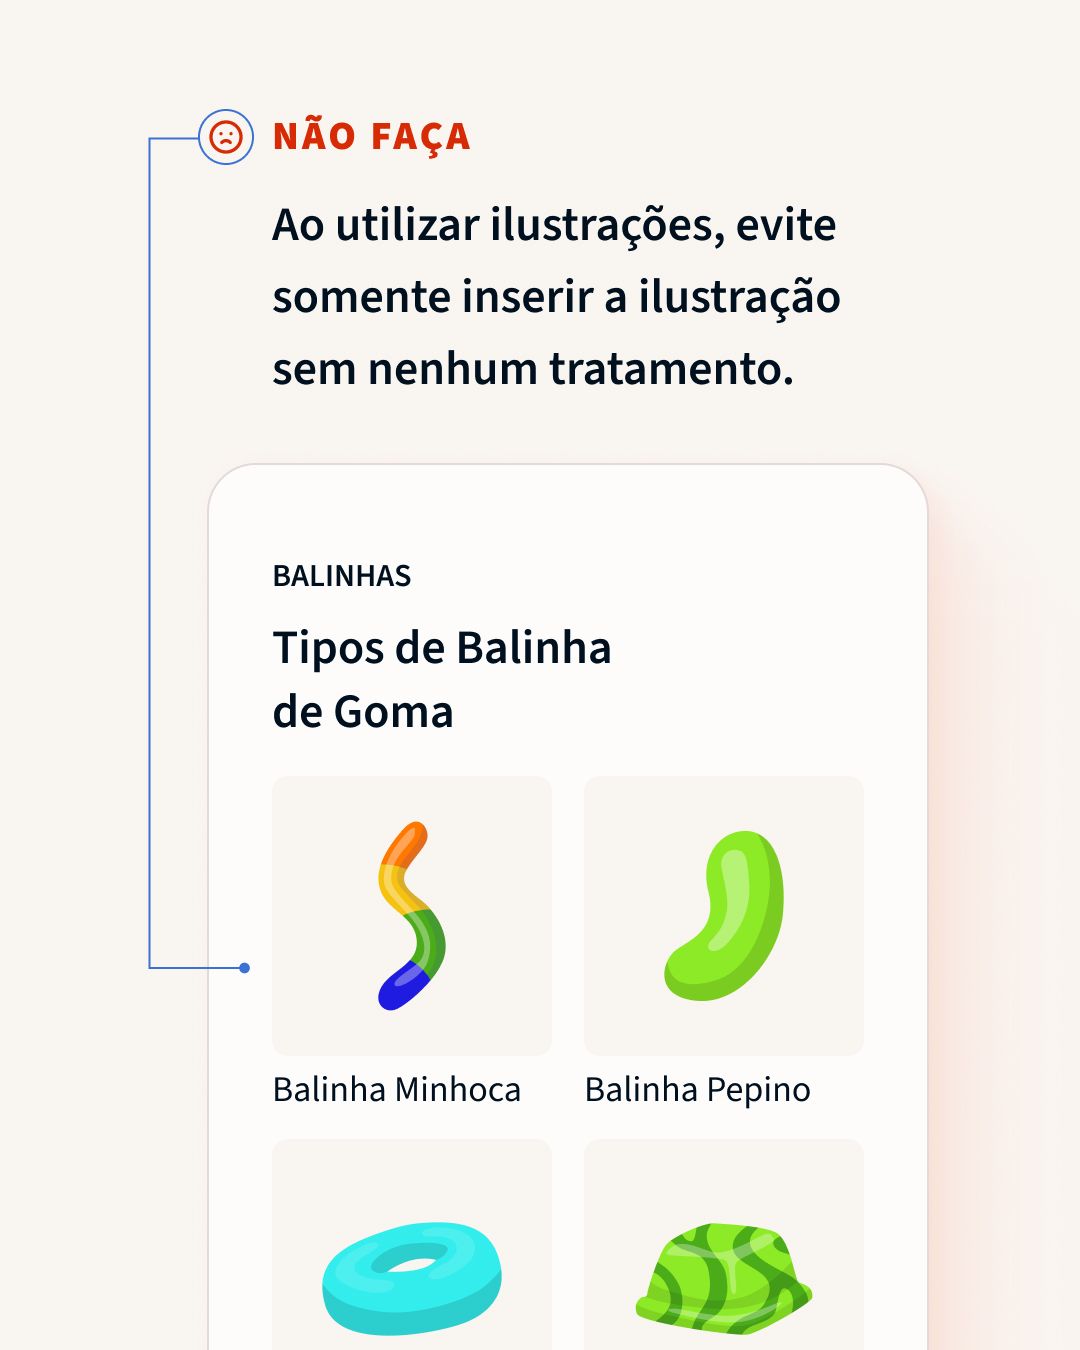 NÃO FAÇA
Ao utilizar ilustrações, evite
somente inserir a ilustração
sem nenhum tratamento.
BALINHAS
Tipos de Balinha
de Goma
Balinha Minhoca
Balinha Pepino